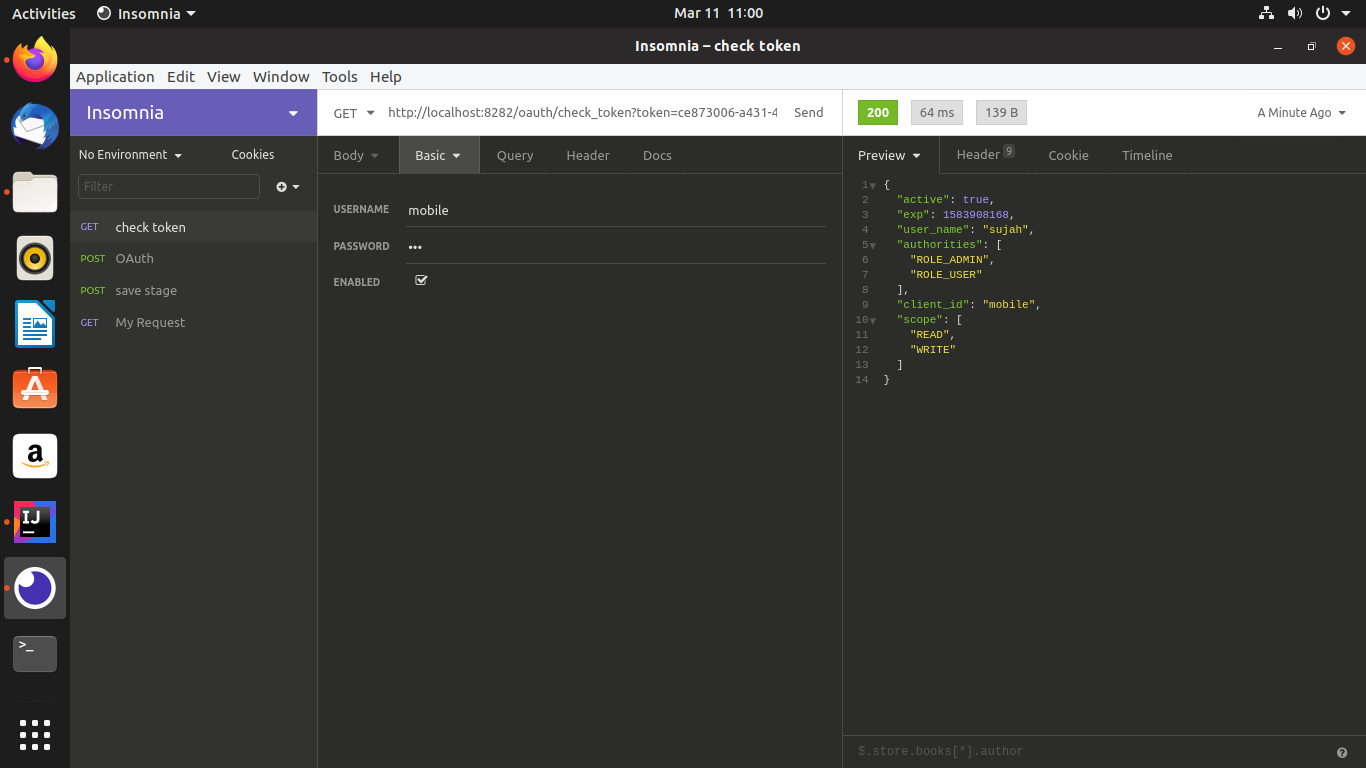 Activities Insomnia Mar 11 11:00
Insomnia – check token
Application Edit View Window Tools Help
Insomnia
GET http://localhost:8282/oauth/check_token?token=ce873006-a431-4 Send
200 64 ms 139 B A Minute Ago
No Environment Cookies
Body Basic Query Header Docs
Preview Header 9 Cookie Timeline
Filter
GET check token
POST OAuth
POST save stage
GET My Request
USERNAME mobile
PASSWORD •••
ENABLED
1 {
2 "active": true,
3 "exp": 1583908168,
4 "user_name": "sujah",
5 "authorities": [
6 "ROLE_ADMIN",
7 "ROLE_USER"
8 ],
9 "client_id": "mobile",
10 "scope": [
11 "READ",
12 "WRITE"
13 ]
14 }
$.store.books[*].author
a
IJ
>_